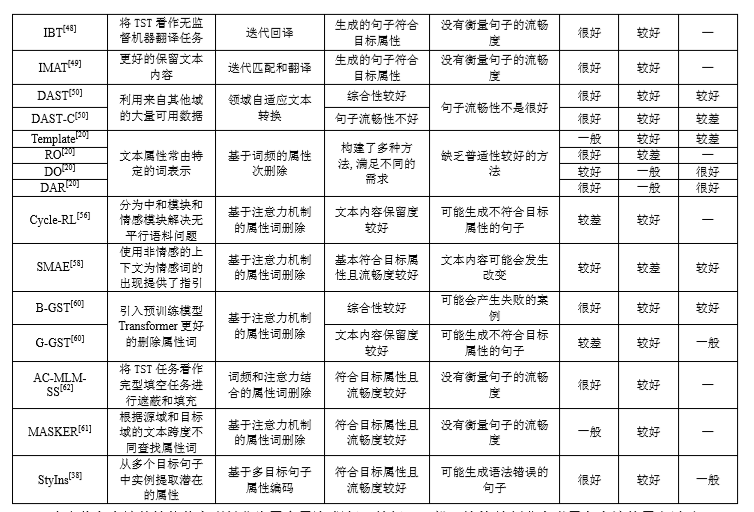 IBT[48] 将 TST 看作无监督机器翻译任务 迭代回译 生成的句子符合目标属性 没有衡量句子的流畅度 很好 较好 —
IMAT[49] 更好的保留文本内容 迭代匹配和翻译 生成的句子符合目标属性 没有衡量句子的流畅度 很好 较好 —
DAST[50] 利用来自其他域的大量可用数据 领域自适应文本转换 综合性较好 句子流畅性不是很好 很好 较好 较好
DAST-C[50] 句子流畅性不好 很好 较好 较差
Template[20] 文本属性常由特定的词表示 基于词频的属性次删除 构建了多种方法, 满足不同的需求 缺乏普适性较好的方法 一般 较好 较差
RO[20] 很好 较差 —
DO[20] 较好 一般 很好
DAR[20] 很好 一般 很好
Cycle-RL[56] 分为中和模块和情感模块解决无平行语料问题 基于注意力机制的属性词删除 文本内容保留度较好 可能生成不符合目标属性的句子 较差 较好 —
SMAE[58] 使用非情感的上下文为情感词的出现提供了指引 基于注意力机制的属性词删除 基本符合目标属性且流畅度较好 文本内容可能会发生改变 较好 较差 较好
B-GST[60] 引入预训练模型 Transformer 更好的删除属性词 基于注意力机制的属性词删除 综合性较好 可能会产生失败的案例 很好 较好 较好
G-GST[60] 文本内容保留度较好 可能生成不符合目标属性的句子 较差 较好 一般
AC-MLM-SS[62] 将 TST 任务看作完型填空任务进行遮蔽和填充 词频和注意力结合的属性词删除 符合目标属性且流畅度较好 没有衡量句子的流畅度 很好 较好 —
MASKER[61] 根据源域和目标域的文本跨度不同查找属性词 基于注意力机制的属性词删除 符合目标属性且流畅度较好 没有衡量句子的流畅度 一般 较好 —
StyIns[38] 从多个目标句子中实例提取潜在的属性 基于多目标句子属性编码 符合目标属性且流畅度较好 可能生成语法错误的句子 很好 较好 一般